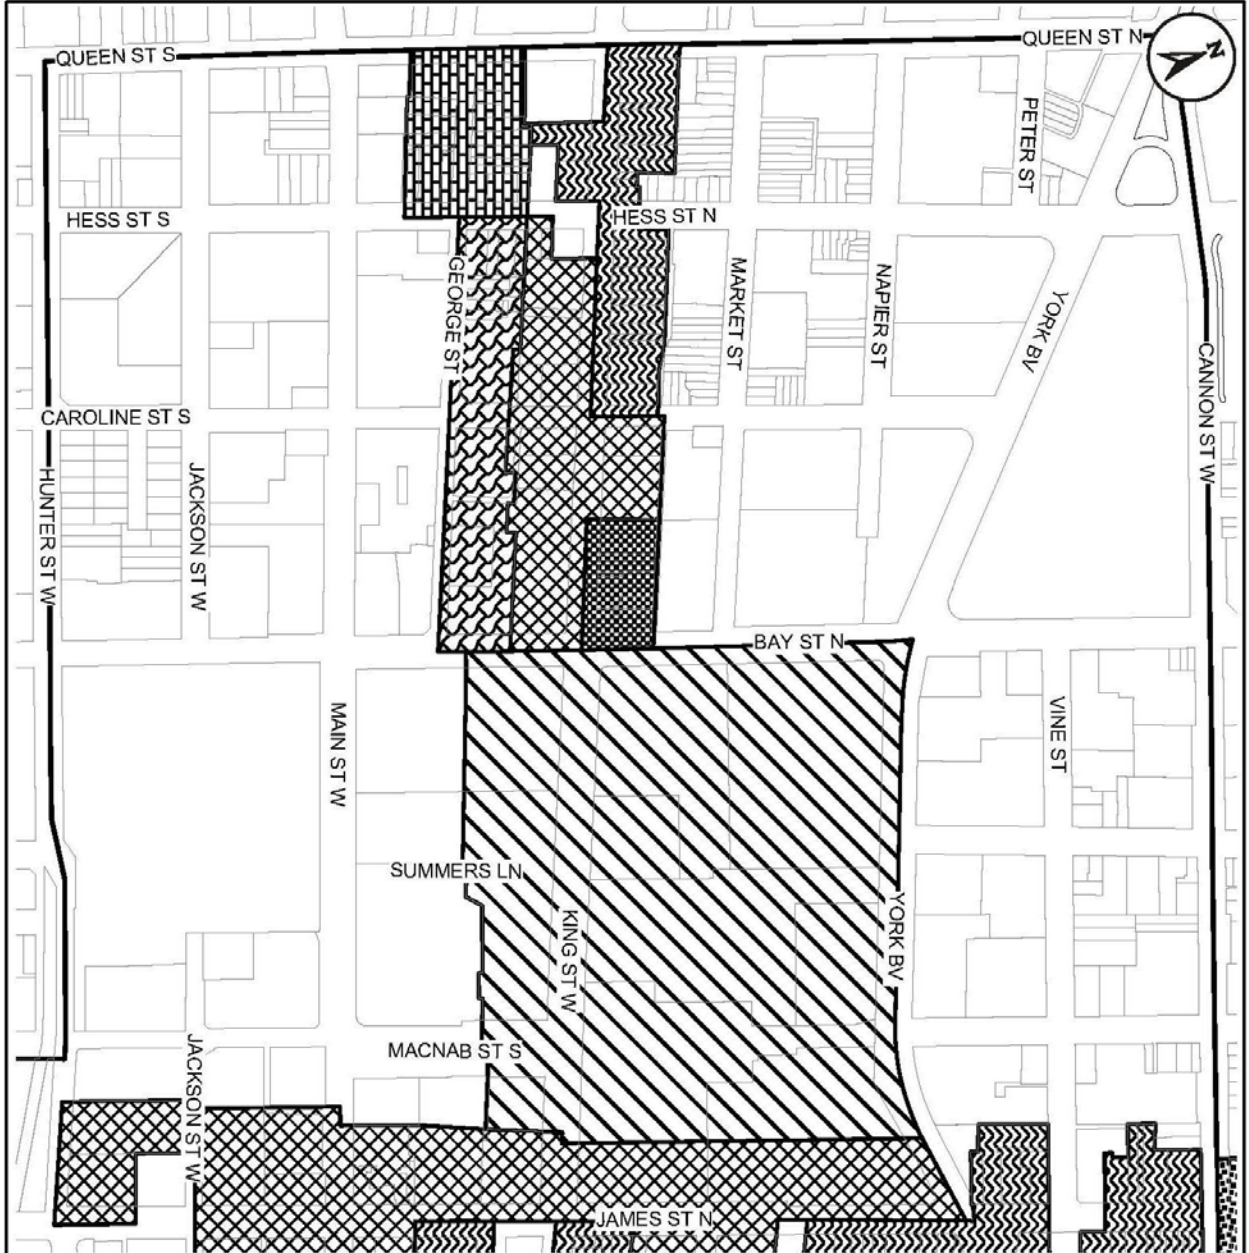 QUEEN ST S
QUEEN ST N
N
PETER ST
HESS ST S
HESS ST N
GEORGE ST
MARKET ST
NAPIER ST
YORK BV
CANNON ST W
CAROLINE ST S
HUNTER ST W
JACKSON ST W
BAY ST N
MAIN ST W
VINE ST
SUMMERS LN
KING ST W
YORK BV
MACNAB ST S
JACKSON ST W
JAMES ST N